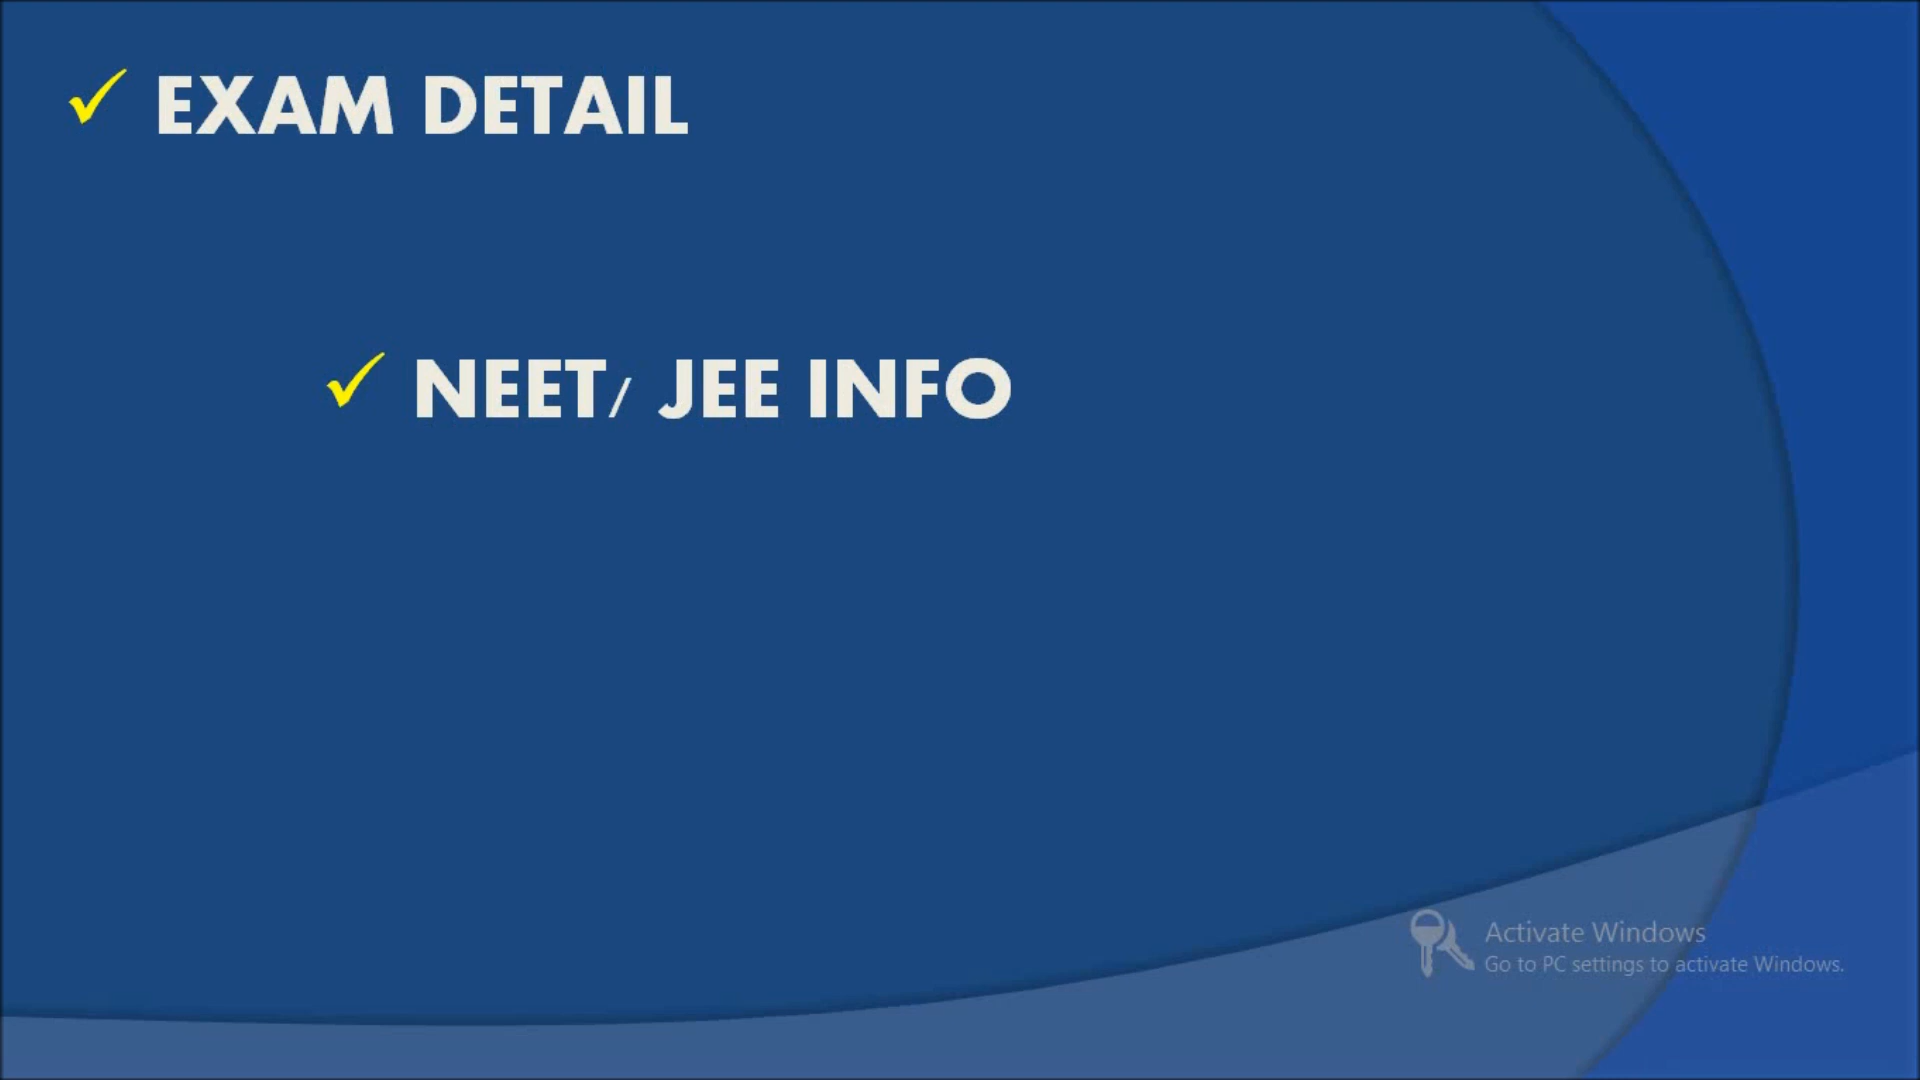 ✓ EXAM DETAIL
✓ NEET/ JEE INFO
Activate Windows
Go to PC settings to activate Windows.